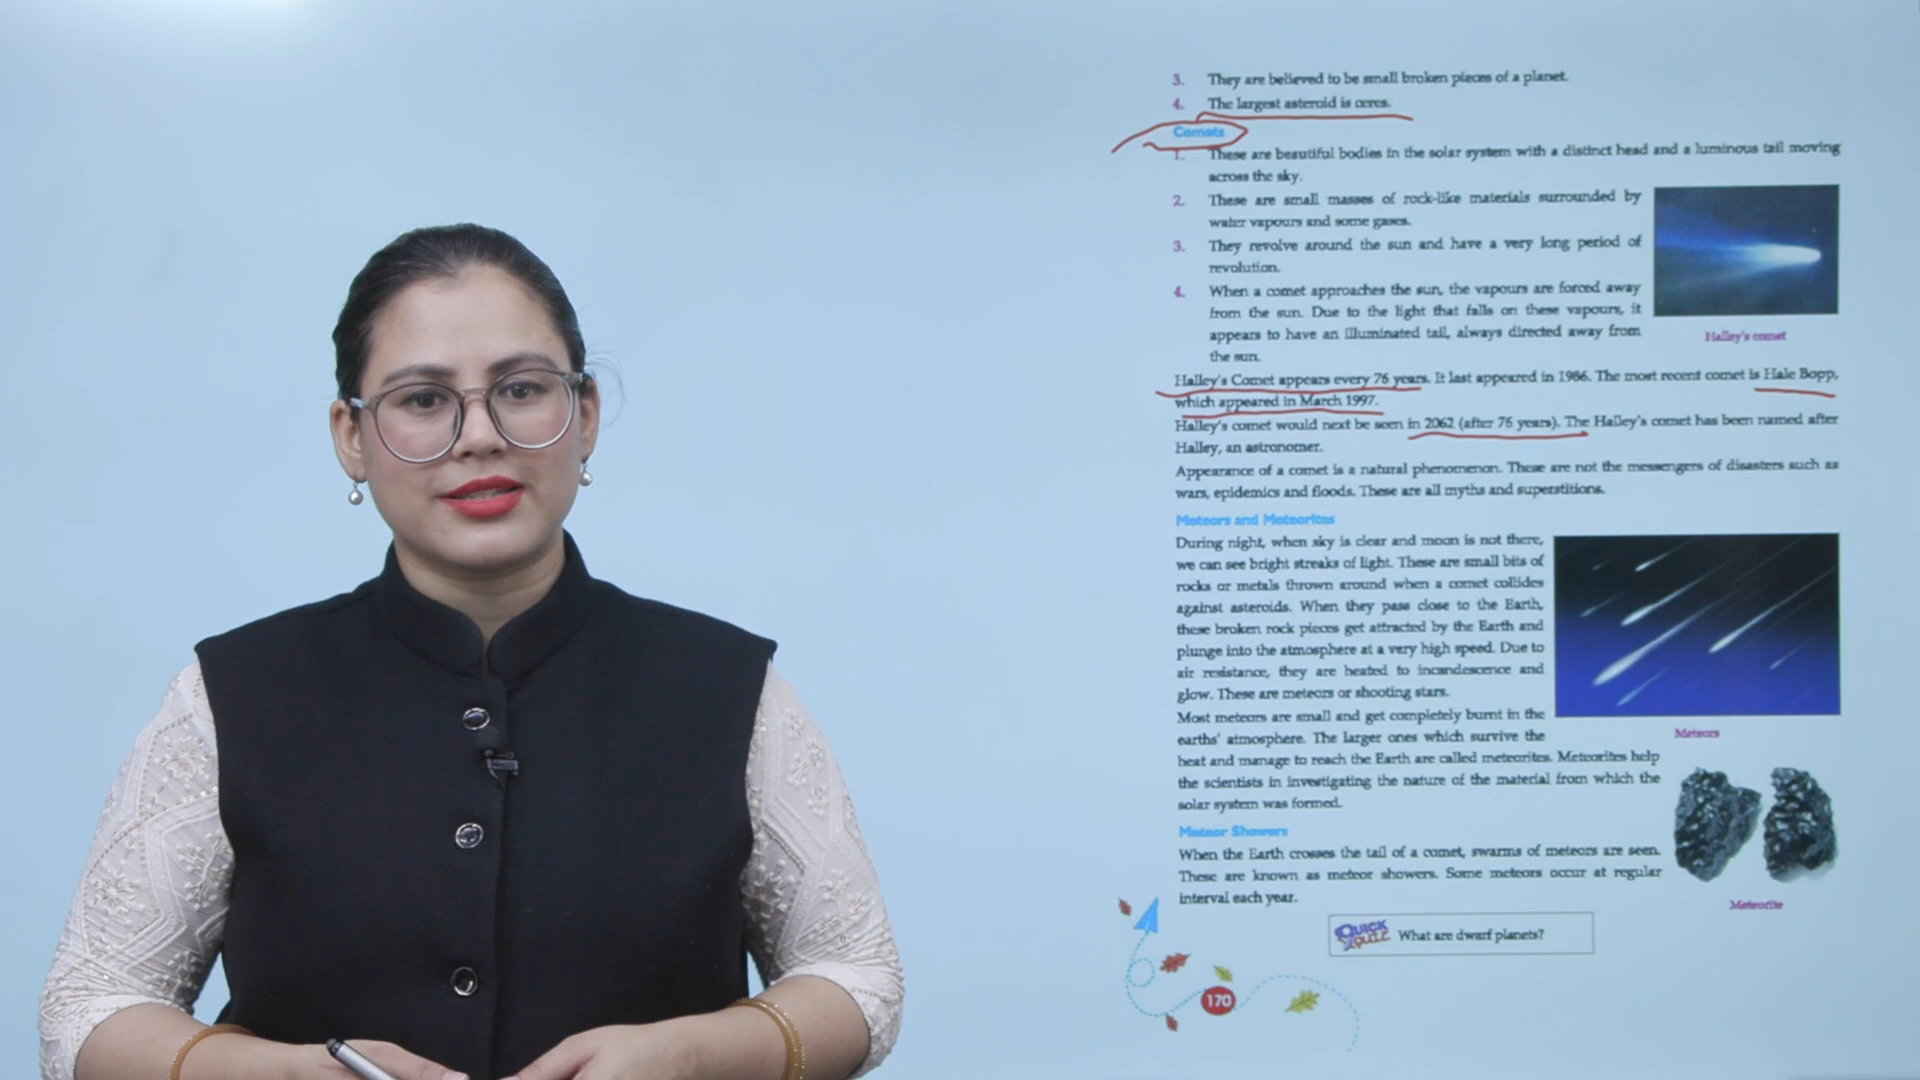 3. They are believed to be small broken pieces of a planet.
4. The largest asteroid is ceres.
Comets
1. These are beautiful bodies in the solar system with a distinct head and a luminous tail moving
across the sky.
2. These are small masses of rock-like materials surrounded by
water vapours and some gases.
3. They revolve around the sun and have a very long period of
revolution.
4. When a comet approaches the sun, the vapours are forced away
from the sun. Due to the light that falls on these vapours, it
appears to have an illuminated tail, always directed away from
the sun.
Halley's comet
Halley's Comet appears every 76 years. It last appeared in 1986. The most recent comet is Hale Bopp,
which appeared in March 1997.
Halley's comet would next be seen in 2062 (after 76 years). The Halley's comet has been named after
Halley, an astronomer.
Appearance of a comet is a natural phenomenon. These are not the messengers of disasters such as
wars, epidemics and floods. These are all myths and superstitions.
Meteors and Meteorites
During night, when sky is clear and moon is not there,
we can see bright streaks of light. These are small bits of
rocks or metals thrown around when a comet collides
against asteroids. When they pass close to the Earth,
these broken rock pieces get attracted by the Earth and
plunge into the atmosphere at a very high speed. Due to
air resistance, they are heated to incandescence and
glow. These are meteors or shooting stars.
Meteors
Most meteors are small and get completely burnt in the
earths' atmosphere. The larger ones which survive the
heat and manage to reach the Earth are called meteorites. Meteorites help
the scientists in investigating the nature of the material from which the
solar system was formed.
Meteor Showers
When the Earth crosses the tail of a comet, swarms of meteors are seen.
These are known as meteor showers. Some meteors occur at regular
interval each year.
Meteorite
QUICK QUIZ What are dwarf planets?
170